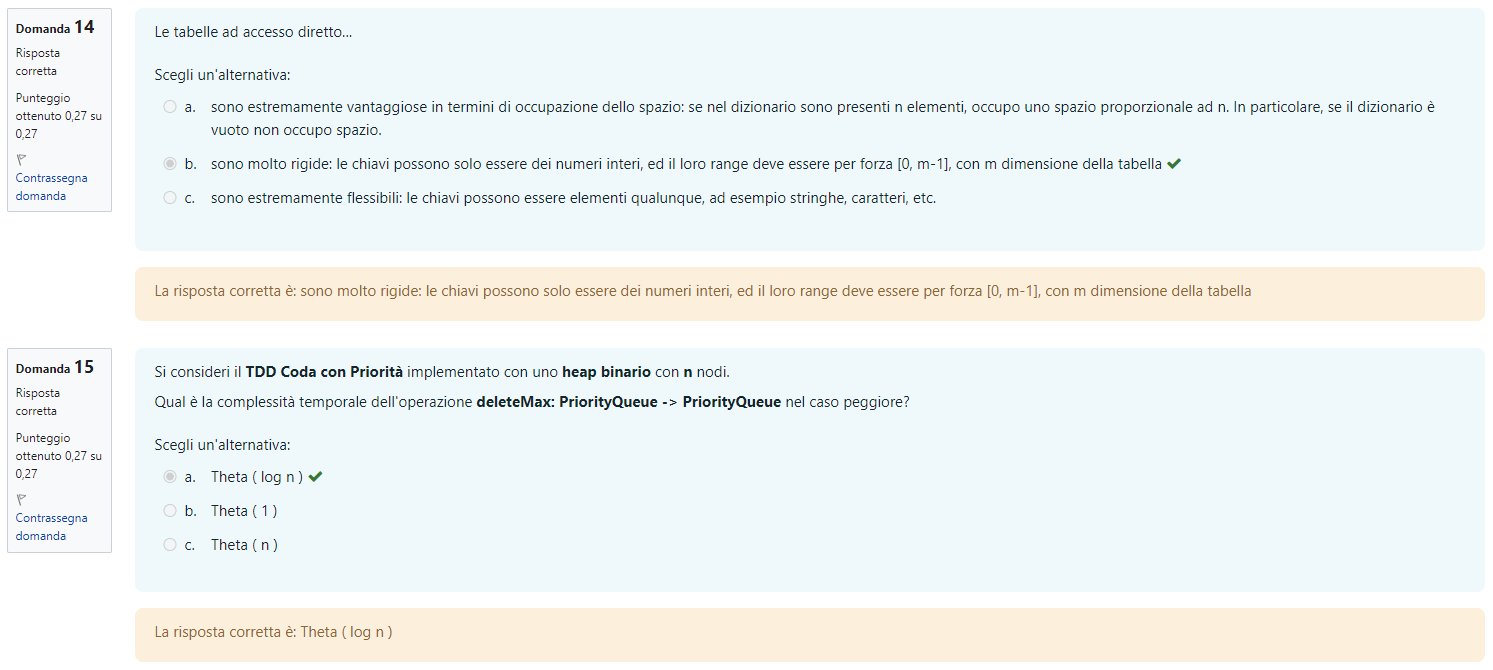 Domanda 14
Risposta
corretta
Punteggio
ottenuto 0,27 su
0,27
Contrassegna
domanda
Le tabelle ad accesso diretto...
Scegli un'alternativa:
a. sono estremamente vantaggiose in termini di occupazione dello spazio: se nel dizionario sono presenti n elementi, occupo uno spazio proporzionale ad n. In particolare, se il dizionario è
vuoto non occupo spazio.
b. sono molto rigide: le chiavi possono solo essere dei numeri interi, ed il loro range deve essere per forza [0, m-1], con m dimensione della tabella
c. sono estremamente flessibili: le chiavi possono essere elementi qualunque, ad esempio stringhe, caratteri, etc.
La risposta corretta è: sono molto rigide: le chiavi possono solo essere dei numeri interi, ed il loro range deve essere per forza [0, m-1], con m dimensione della tabella
Domanda 15
Risposta
corretta
Punteggio
ottenuto 0,27 su
0,27
Contrassegna
domanda
Si consideri il TDD Coda con Priorità implementato con uno heap binario con n nodi.
Qual è la complessità temporale dell'operazione deleteMax: PriorityQueue -> PriorityQueue nel caso peggiore?
Scegli un'alternativa:
a. Theta ( log n )
b. Theta ( 1 )
c. Theta ( n )
La risposta corretta è: Theta ( log n )